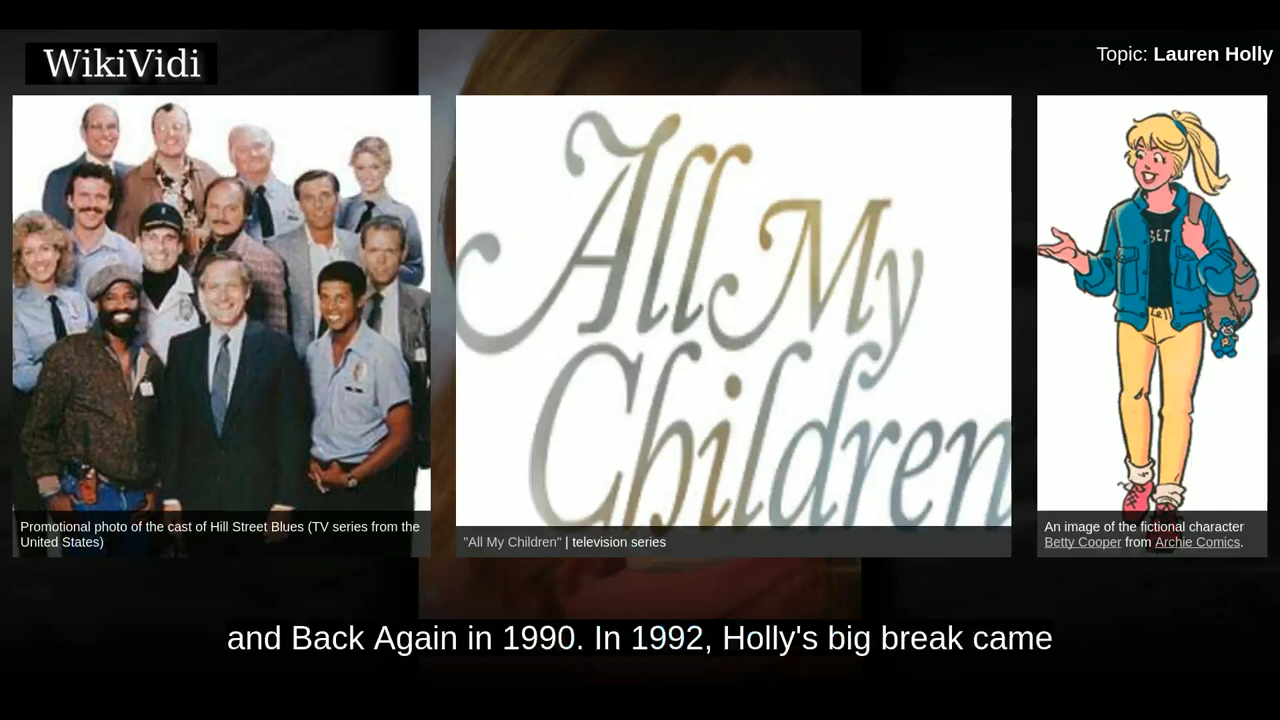 WikiVidi
Topic: Lauren Holly
All My
Children
BET
Promotional photo of the cast of Hill Street Blues (TV series from the
United States)
"All My Children" | television series
An image of the fictional character
Betty Cooper from Archie Comics.
and Back Again in 1990. In 1992, Holly's big break came